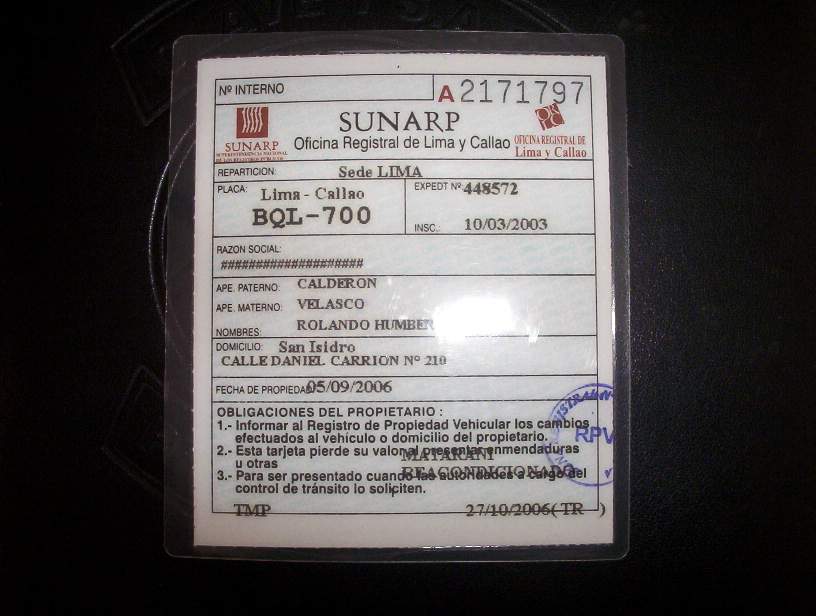 Nº INTERNO
A 2171797
SUNARP
SUPERINTENDENCIA NACIONAL
DE LOS REGISTROS PUBLICOS
SUNARP
Oficina Registral de Lima y Callao
ORLC
OFICINA REGISTRAL DE
Lima y Callao
REPARTICION: Sede LIMA
PLACA: Lima - Callao
BQL-700
EXPEDT Nº 448572
INSC.: 10/03/2003
RAZON SOCIAL:
####################
APE. PATERNO: CALDERON
APE. MATERNO: VELASCO
NOMBRES: ROLANDO HUMBER
DOMICILIO: San Isidro
CALLE DANIEL CARRION Nº 210
FECHA DE PROPIEDAD 05/09/2006
OBLIGACIONES DEL PROPIETARIO :
1.- Informar al Registro de Propiedad Vehicular los cambios
efectuados al vehículo o domicilio del propietario.
2.- Esta tarjeta pierde su valor al presentar enmendaduras
u otras
MATARANI
REACONDICIONADO
3.- Para ser presentado cuando las autoridades a cargo del
control de tránsito lo soliciten.
TMP 27/10/2006( TR )
RPV